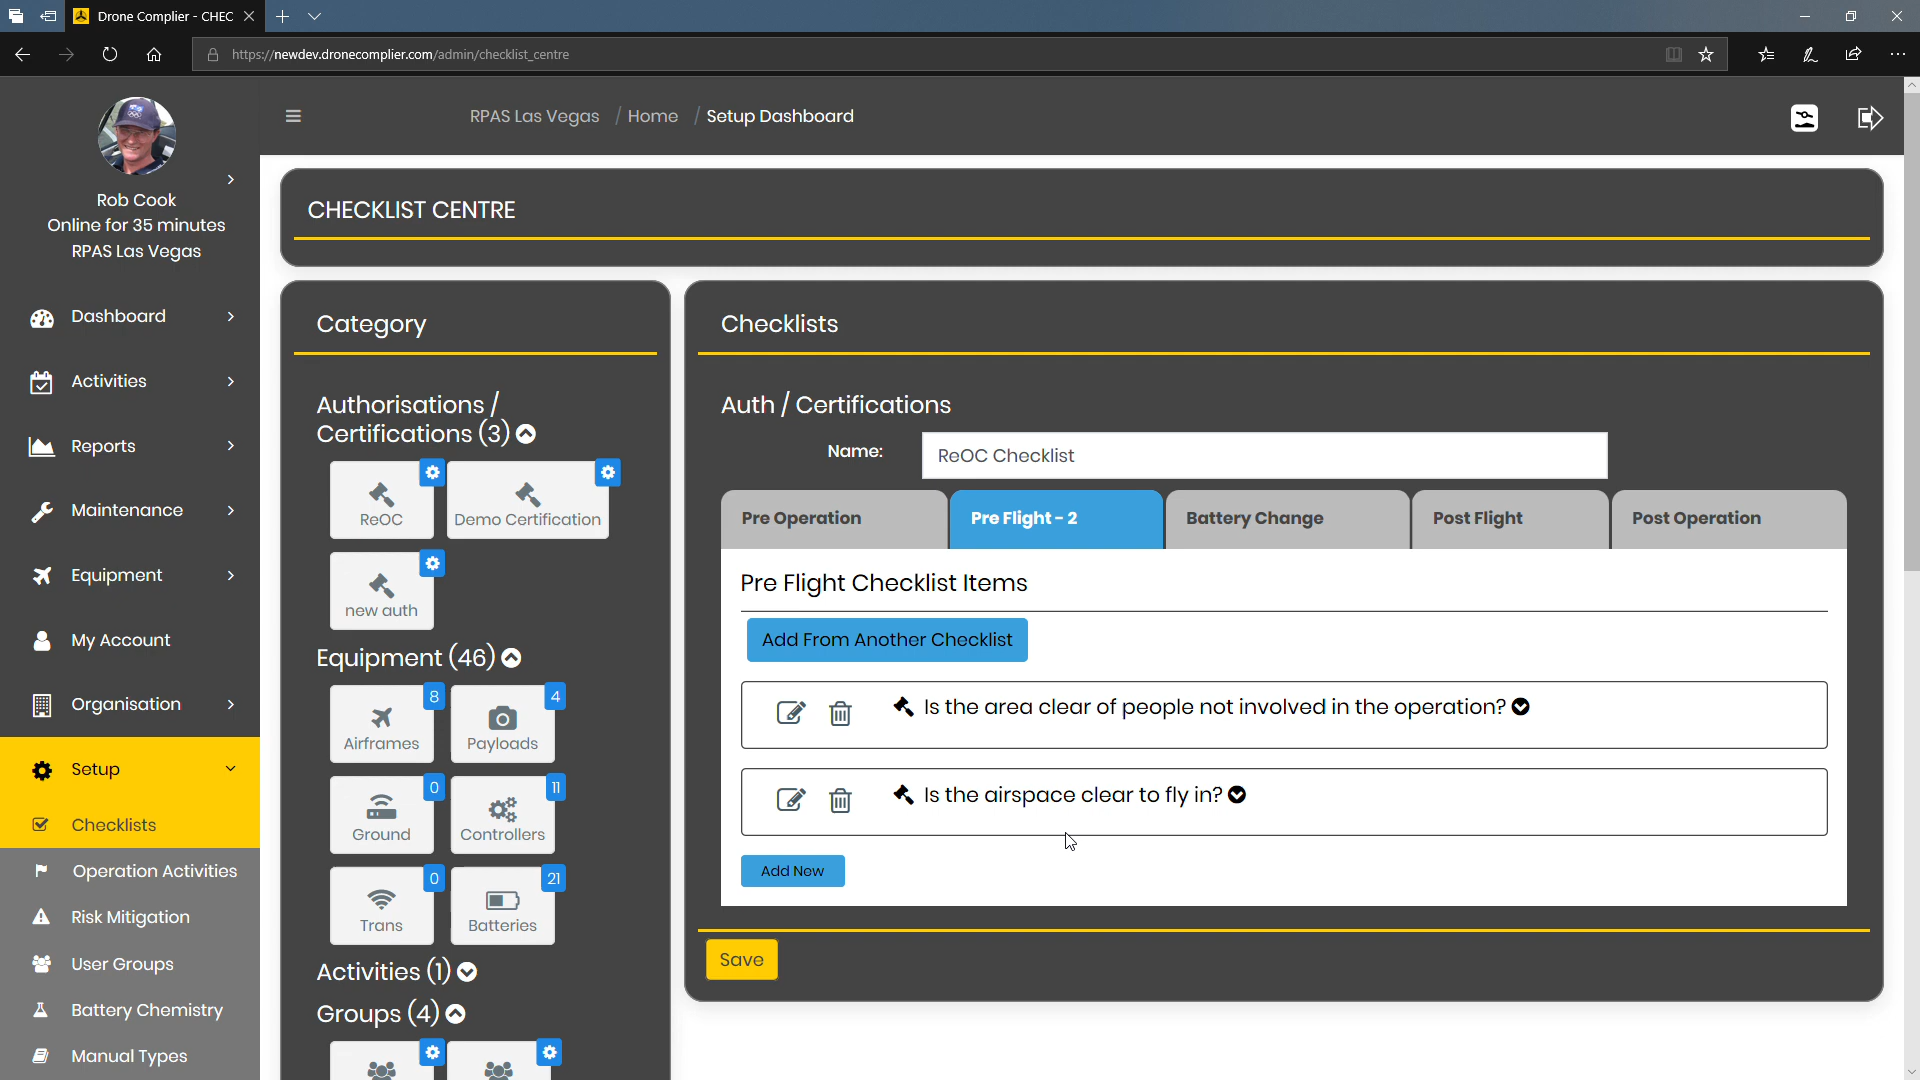 Drone Complier - CHEC
https://newdev.dronecomplier.com/admin/checklist_centre
Rob Cook
Online for 35 minutes
RPAS Las Vegas
Dashboard
Activities
Reports
Maintenance
Equipment
My Account
Organisation
Setup
Checklists
Operation Activities
Risk Mitigation
User Groups
Battery Chemistry
Manual Types
RPAS Las Vegas / Home / Setup Dashboard
CHECKLIST CENTRE
Category
Authorisations /
Certifications (3)
ReOC
Demo Certification
new auth
Equipment (46)
8
Airframes
4
Payloads
0
Ground
11
Controllers
0
Trans
21
Batteries
Activities (1)
Groups (4)
Checklists
Auth / Certifications
Name: ReOC Checklist
Pre Operation
Pre Flight - 2
Battery Change
Post Flight
Post Operation
Pre Flight Checklist Items
Add From Another Checklist
Is the area clear of people not involved in the operation?
Is the airspace clear to fly in?
Add New
Save